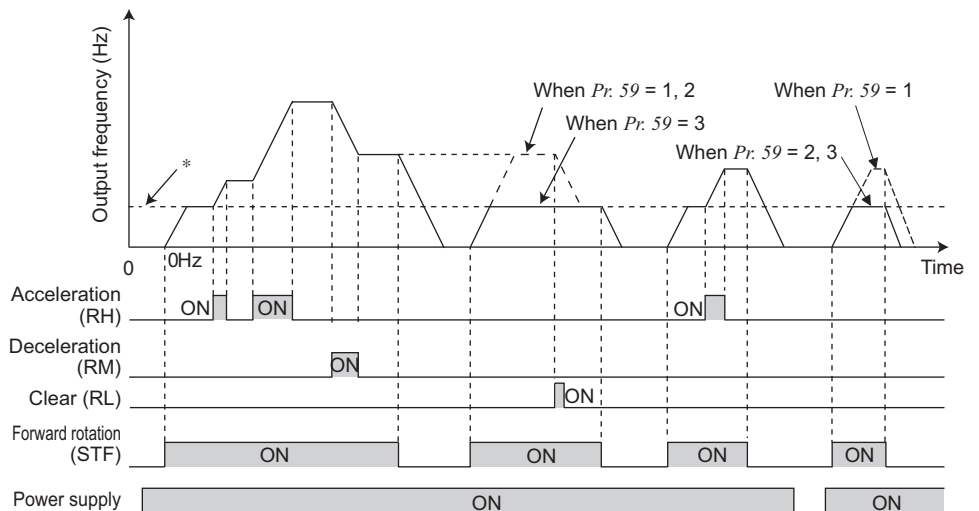 Output frequency (Hz)
When Pr. 59 = 1, 2
When Pr. 59 = 1
When Pr. 59 = 3
When Pr. 59 = 2, 3
*
0
0Hz
Time
Acceleration
(RH)
ON
ON
ON
Deceleration
(RM)
ON
Clear (RL)
ON
Forward rotation
(STF)
ON
ON
ON
ON
Power supply
ON
ON